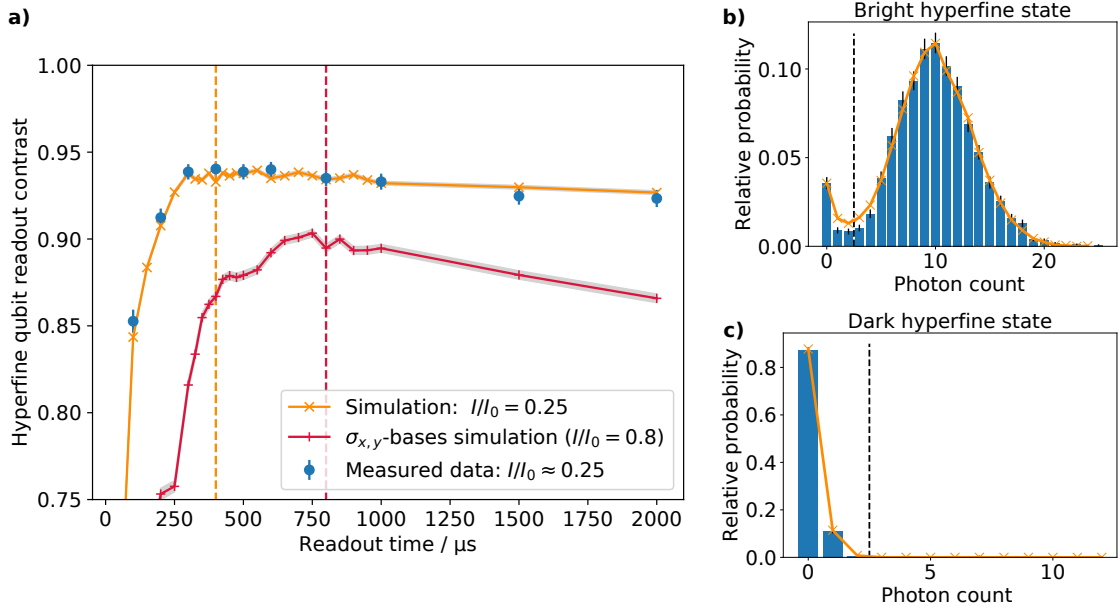 a)
1.00
0.95
0.90
0.85
0.80
0.75
Hyperfine qubit readout contrast
0 250 500 750 1000 1250 1500 1750 2000
Readout time / μs
Simulation: I/I₀ = 0.25
σx,y-bases simulation (I/I₀ = 0.8)
Measured data: I/I₀ ≈ 0.25
b)
Bright hyperfine state
0.10
0.05
0.00
Relative probability
0 10 20
Photon count
c)
Dark hyperfine state
0.8
0.6
0.4
0.2
0.0
Relative probability
0 5 10
Photon count